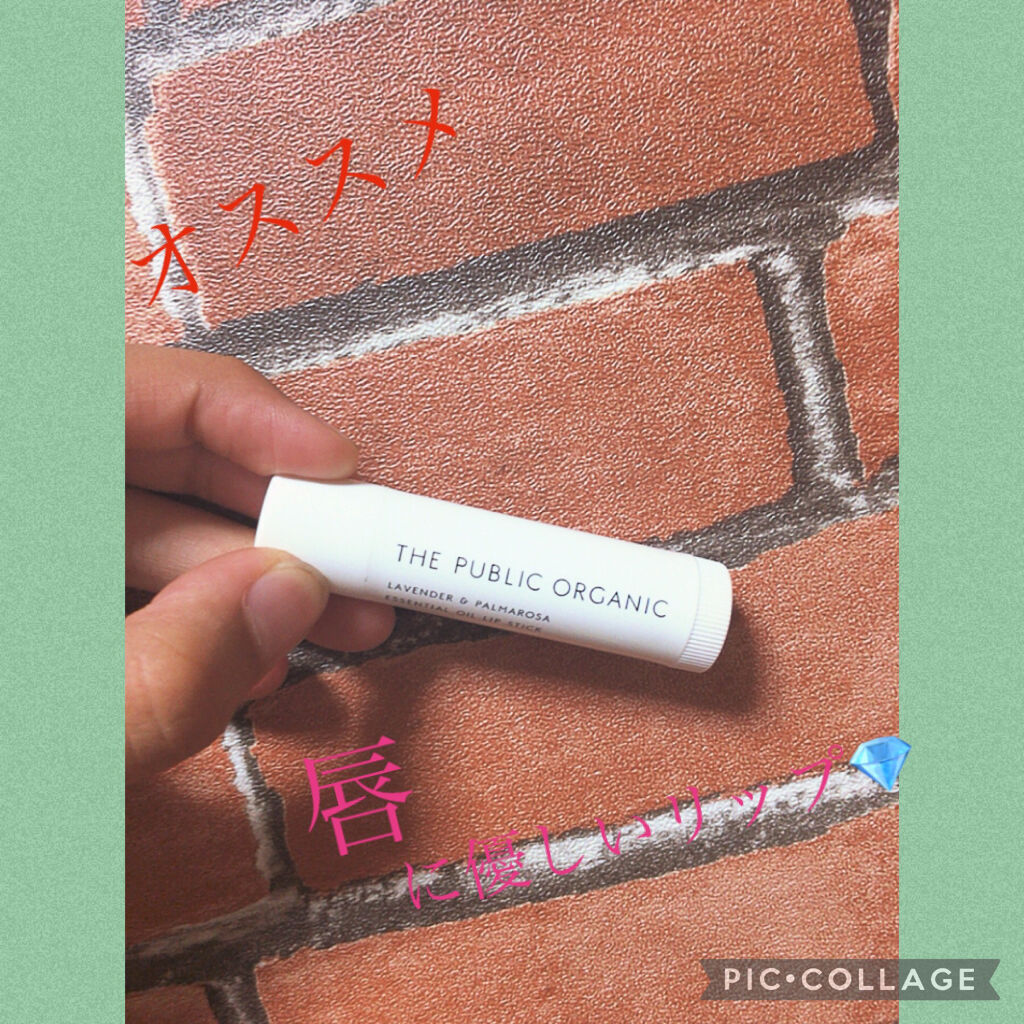 オススメ
THE PUBLIC ORGANIC
LAVENDER & PALMAROSA
ESSENTIAL OIL LIP STICK
唇
に優しいリップ
PIC•COLLAGE